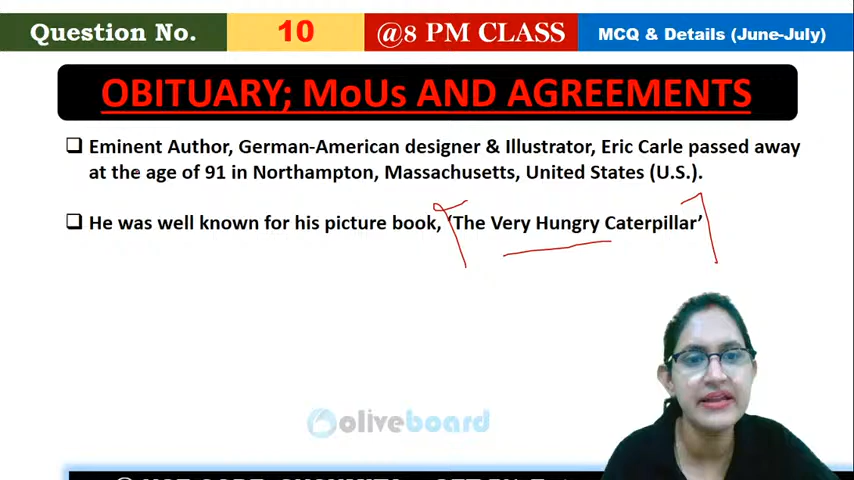 Question No.
10
@8 PM CLASS
MCQ & Details (June-July)
OBITUARY; MoUs AND AGREEMENTS
❑ Eminent Author, German-American designer & Illustrator, Eric Carle passed away
at the age of 91 in Northampton, Massachusetts, United States (U.S.).
❑ He was well known for his picture book, ‘The Very Hungry Caterpillar’
oliveboard